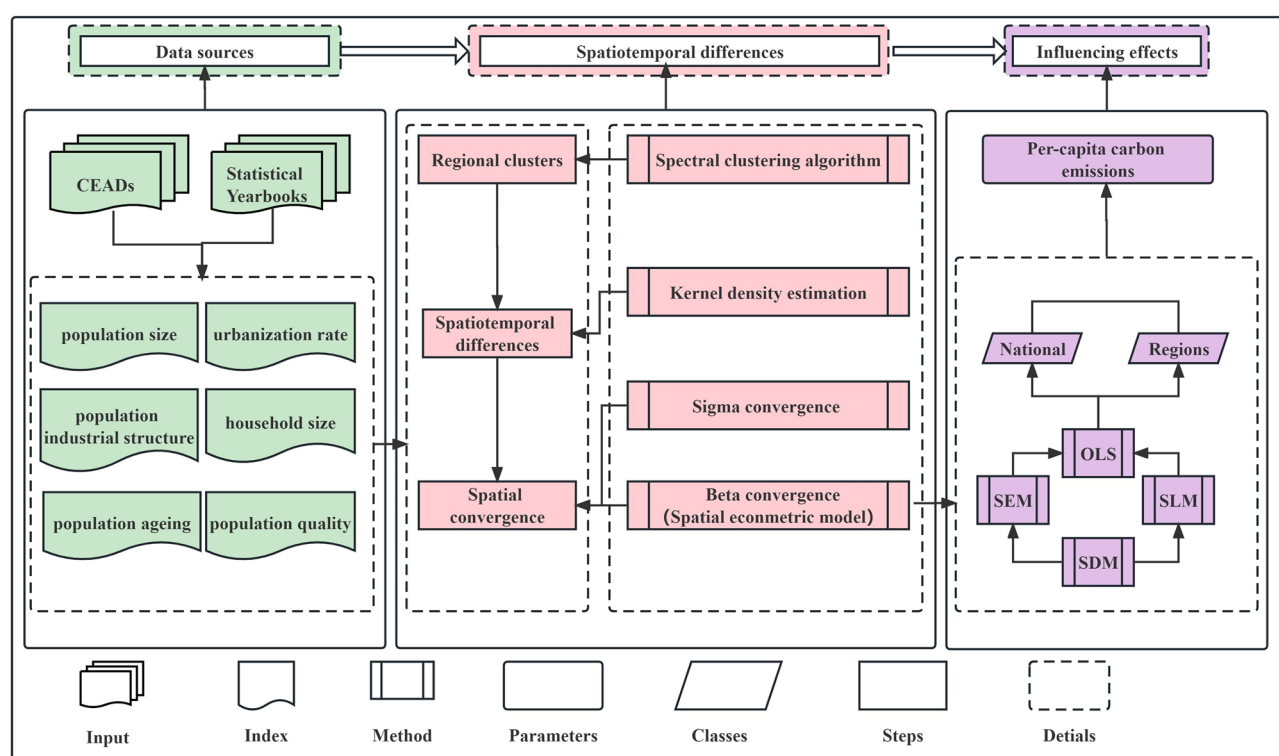 Data sources
Spatiotemporal differences
Influencing effects
CEADs
Statistical
Yearbooks
population size
urbanization rate
population
industrial structure
household size
population ageing
population quality
Regional clusters
Spatiotemporal
differences
Spatial
convergence
Spectral clustering algorithm
Kernel density estimation
Sigma convergence
Beta convergence
(Spatial econmetric model)
Per-capita carbon
emissions
National
Regions
OLS
SEM
SLM
SDM
Input
Index
Method
Parameters
Classes
Steps
Detials